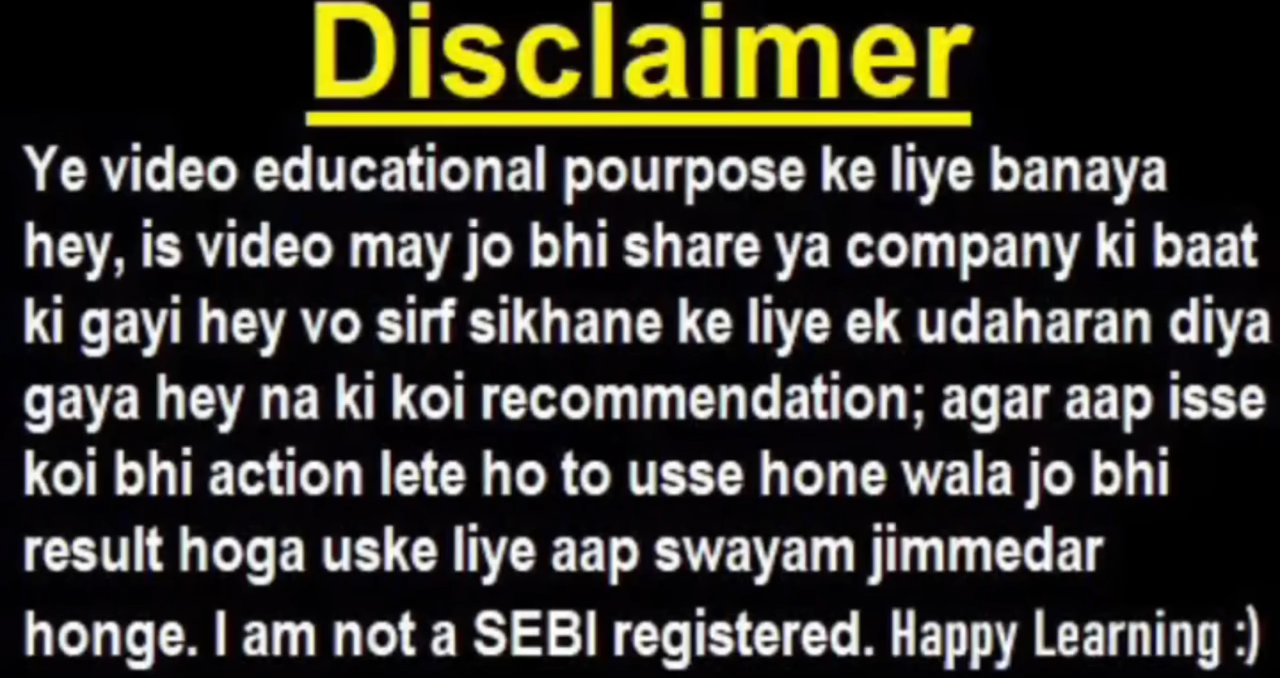 Disclaimer
Ye video educational pourpose ke liye banaya
hey, is video may jo bhi share ya company ki baat
ki gayi hey vo sirf sikhane ke liye ek udaharan diya
gaya hey na ki koi recommendation; agar aap isse
koi bhi action lete ho to usse hone wala jo bhi
result hoga uske liye aap swayam jimmedar
honge. I am not a SEBI registered. Happy Learning :)